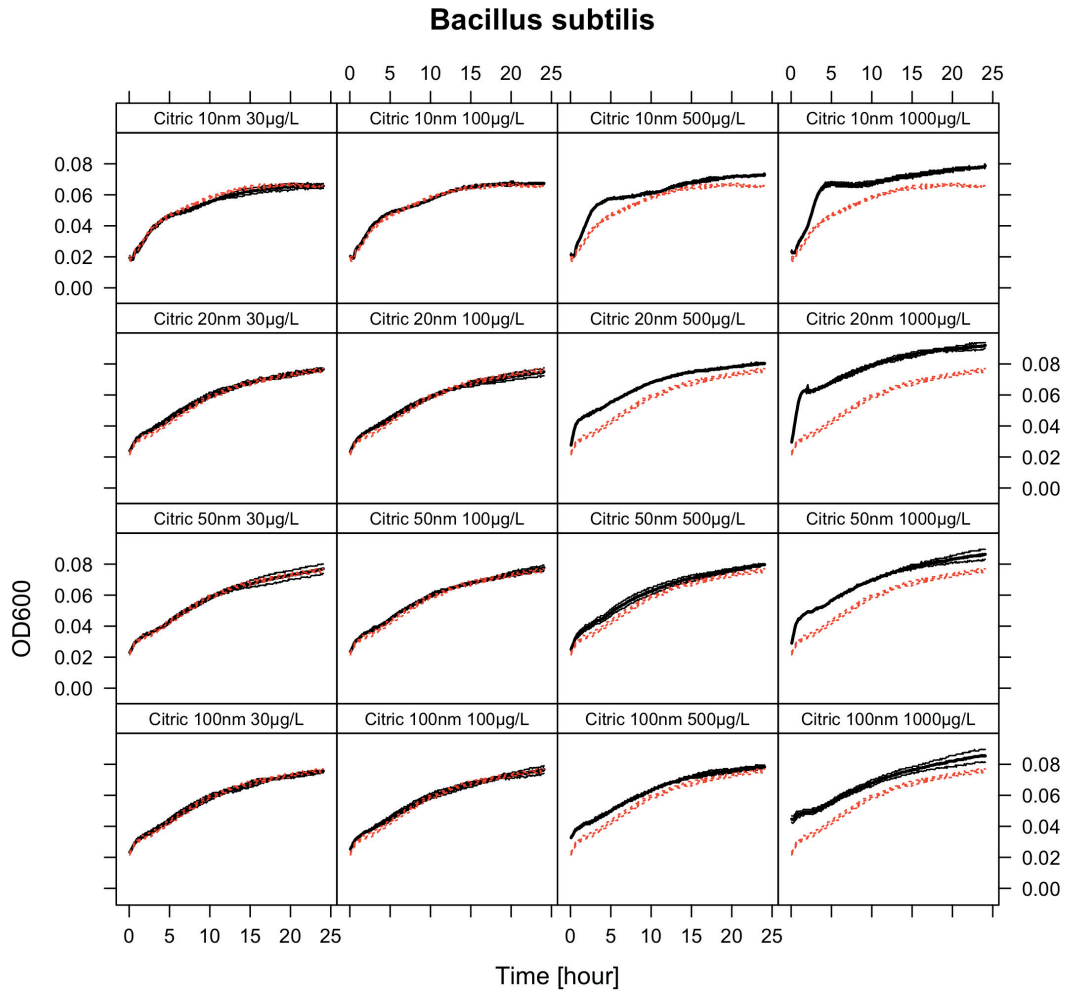 Bacillus subtilis
0 5 10 15 20 25 0 5 10 15 20 25
Citric 10nm 30µg/L Citric 10nm 100µg/L Citric 10nm 500µg/L Citric 10nm 1000µg/L
0.08
0.06
0.04
0.02
0.00
Citric 20nm 30µg/L Citric 20nm 100µg/L Citric 20nm 500µg/L Citric 20nm 1000µg/L
0.08
0.06
0.04
0.02
0.00
Citric 50nm 30µg/L Citric 50nm 100µg/L Citric 50nm 500µg/L Citric 50nm 1000µg/L
0.08
0.06
0.04
0.02
0.00
OD600
Citric 100nm 30µg/L Citric 100nm 100µg/L Citric 100nm 500µg/L Citric 100nm 1000µg/L
0.08
0.06
0.04
0.02
0.00
0 5 10 15 20 25 0 5 10 15 20 25
Time [hour]